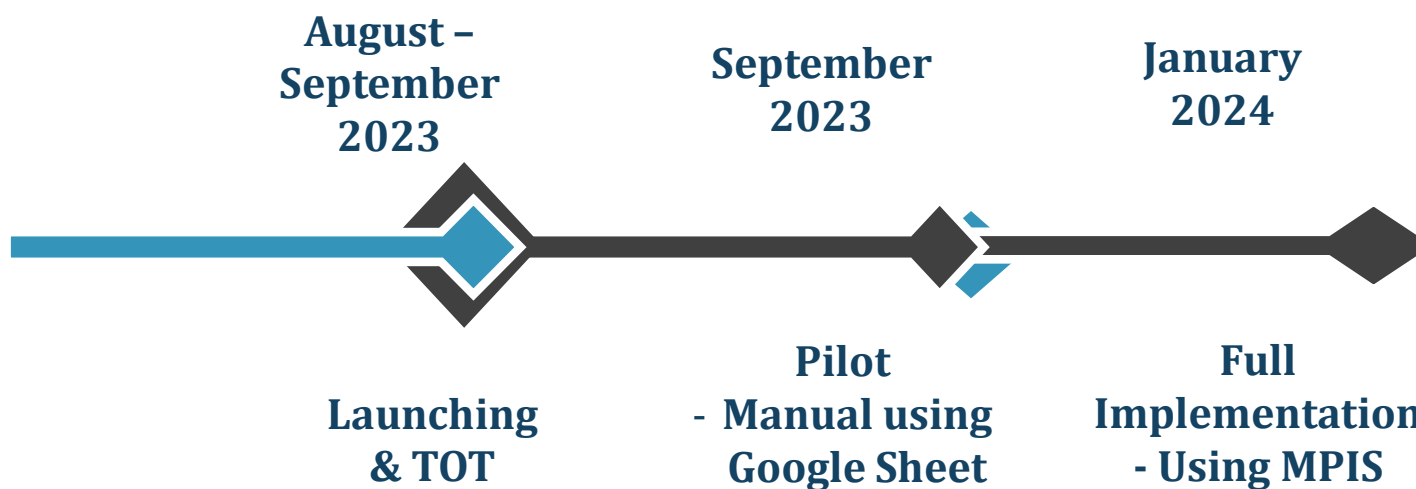 August –
September
2023
September
2023
January
2024
Launching
& TOT
Pilot
- Manual using
Google Sheet
Full
Implementation
- Using MPIS